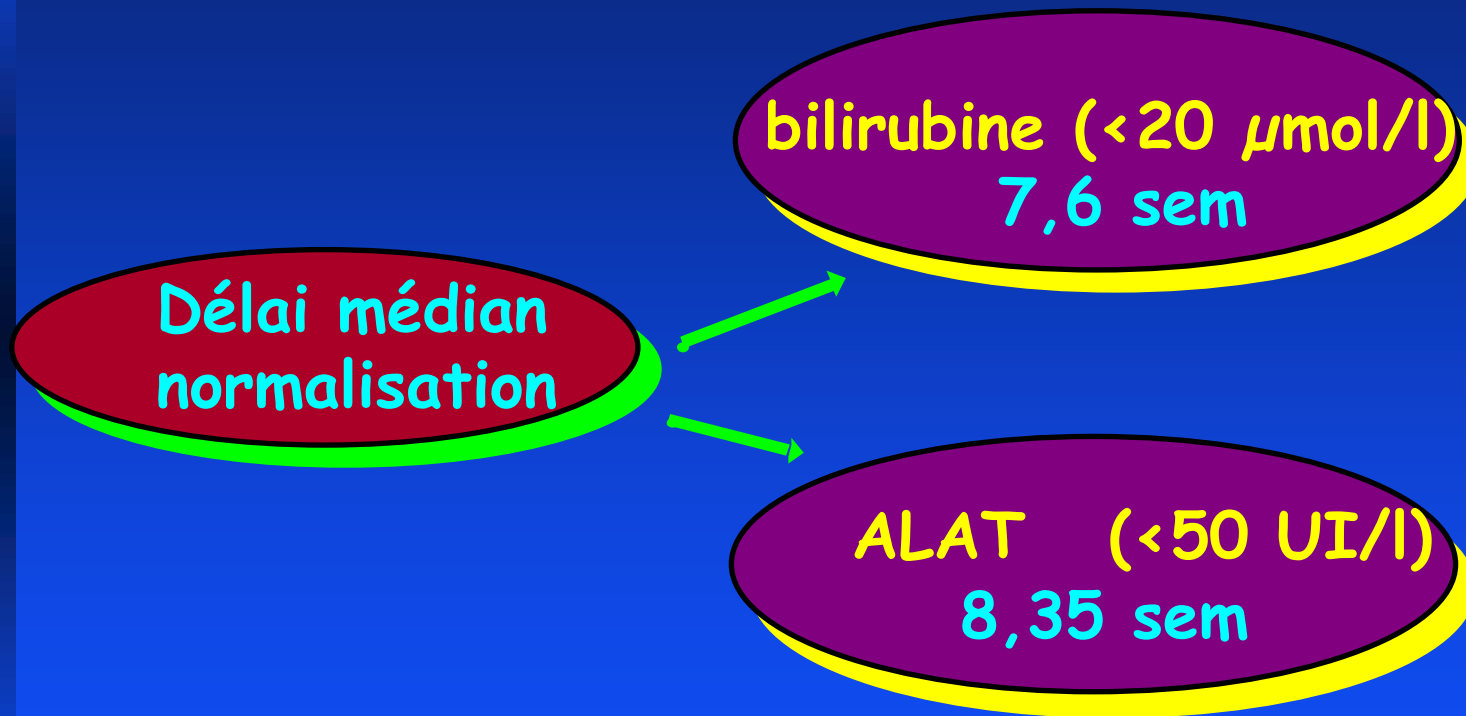 Délai médian
normalisation
bilirubine (<20 µmol/l)
7,6 sem
ALAT (<50 UI/l)
8,35 sem